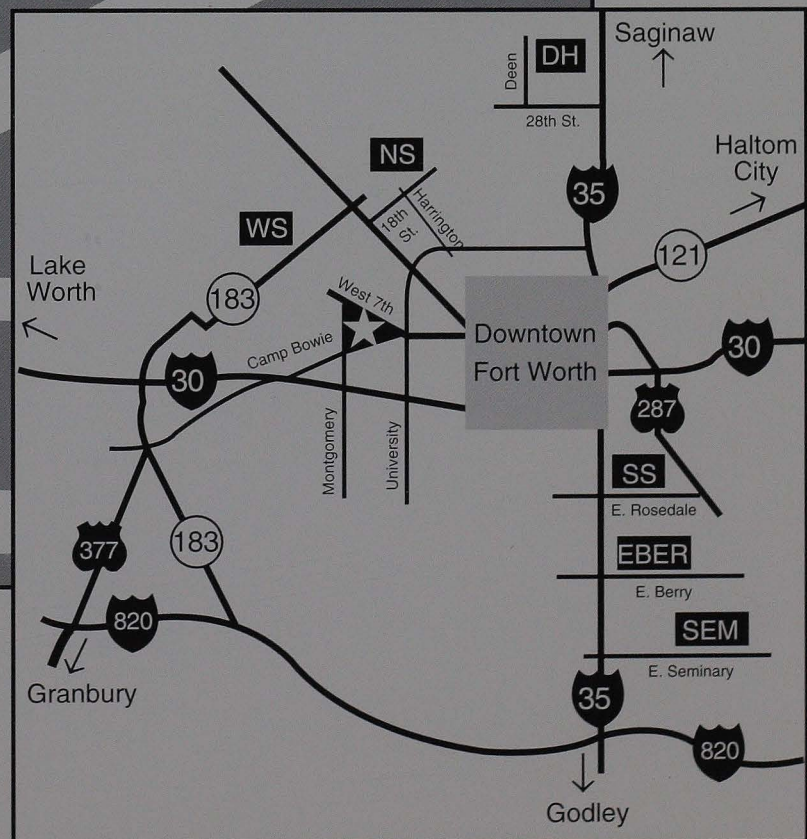 Saginaw
DH
Deen
28th St.
Haltom
City
NS
35
Harrington
18th
St.
WS
121
Lake
Worth
183
West 7th
Downtown
Fort Worth
Camp Bowie
30
30
287
Montgomery
University
SS
E. Rosedale
377
183
EBER
E. Berry
820
SEM
E. Seminary
Granbury
35
820
Godley